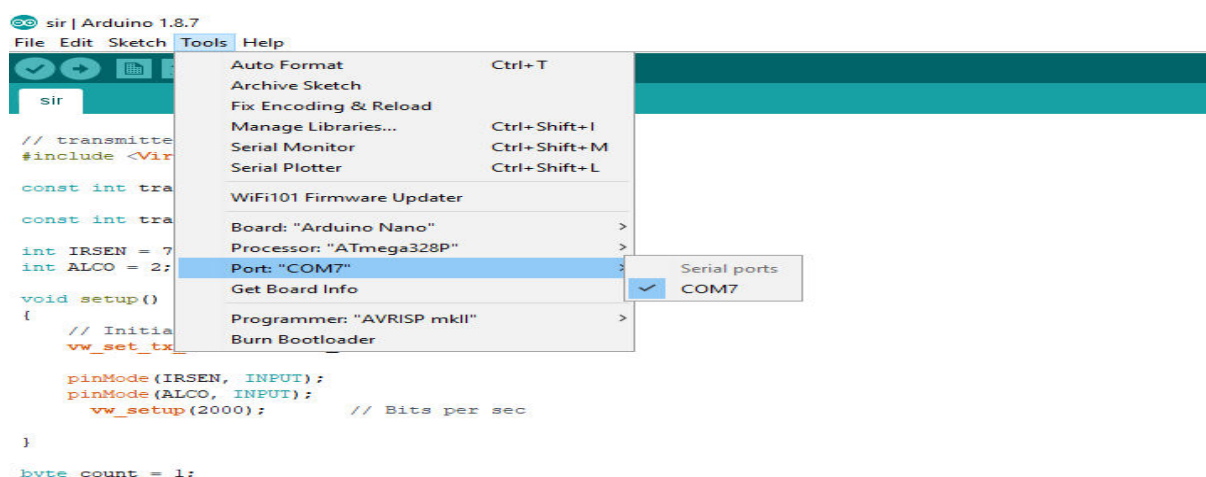 sir | Arduino 1.8.7
File Edit Sketch Tools Help
sir
Auto Format Ctrl+T
Archive Sketch
Fix Encoding & Reload
Manage Libraries... Ctrl+Shift+I
Serial Monitor Ctrl+Shift+M
Serial Plotter Ctrl+Shift+L
WiFi101 Firmware Updater
Board: "Arduino Nano" >
Processor: "ATmega328P" >
Port: "COM7" >
Get Board Info
Programmer: "AVRISP mkII" >
Burn Bootloader
Serial ports
COM7
// transmitte
#include <Vir
const int tra
const int tra
int IRSEN = 7
int ALCO = 2;
void setup()
{
// Initia
vw_set_tx_
pinMode(IRSEN, INPUT);
pinMode(ALCO, INPUT);
vw_setup(2000); // Bits per sec
}
byte count = 1;